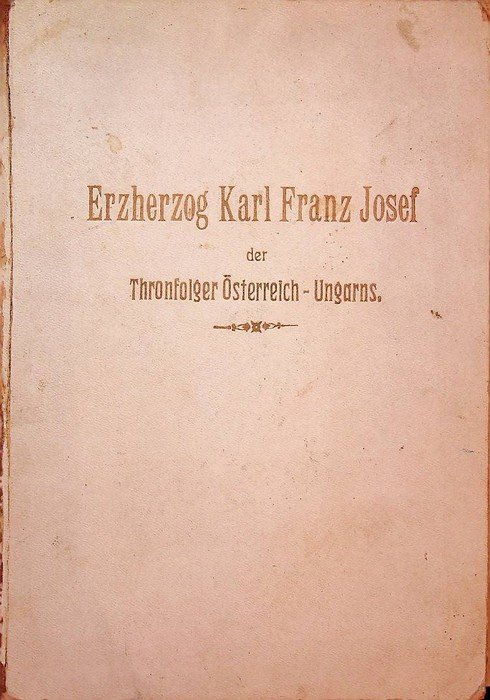 Erzherzog Karl Franz Josef
der
Thronfolger Österreich-Ungarns.